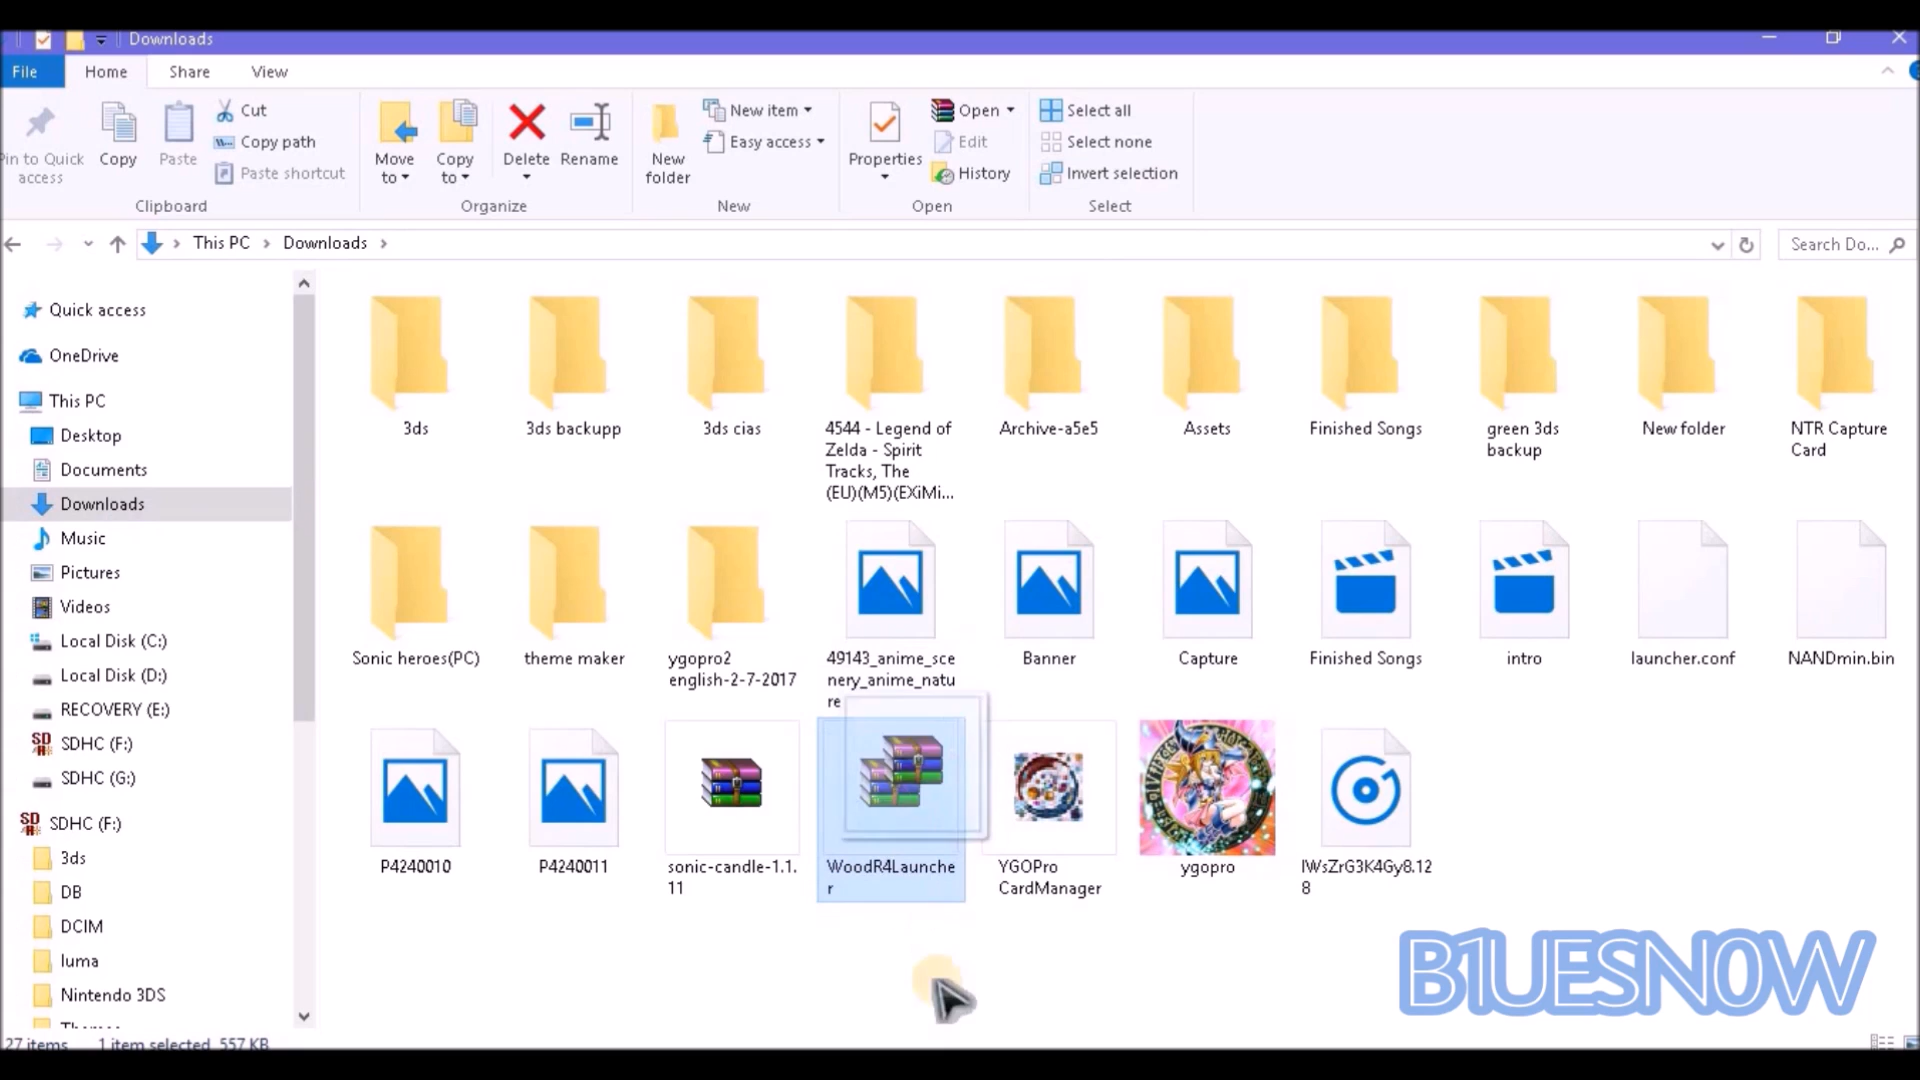 Downloads
File
Home
Share
View
Pin to Quick
access
Copy
Paste
Cut
Copy path
Paste shortcut
Move
to
Copy
to
Delete
Rename
New
folder
New item
Easy access
Properties
Open
Edit
History
Select all
Select none
Invert selection
Clipboard
Organize
New
Open
Select
This PC
Downloads
Search Do...
Quick access
OneDrive
This PC
Desktop
Documents
Downloads
Music
Pictures
Videos
Local Disk (C:)
Local Disk (D:)
RECOVERY (E:)
SDHC (F:)
SDHC (G:)
SDHC (F:)
3ds
DB
DCIM
luma
Nintendo 3DS
Themes
3ds
3ds backupp
3ds cias
4544 - Legend of
Zelda - Spirit
Tracks, The
(EU)(M5)(EXiMi...
Archive-a5e5
Assets
Finished Songs
green 3ds
backup
New folder
NTR Capture
Card
Sonic heroes(PC)
theme maker
ygopro2
english-2-7-2017
49143_anime_sce
nery_anime_natu
re
Banner
Capture
Finished Songs
intro
launcher.conf
NANDmin.bin
P4240010
P4240011
sonic-candle-1.1.
11
WoodR4Launche
r
YGOPro
CardManager
ygopro
IWsZrG3K4Gy8.12
8
B1UESN0W
27 items
1 item selected 557 KB